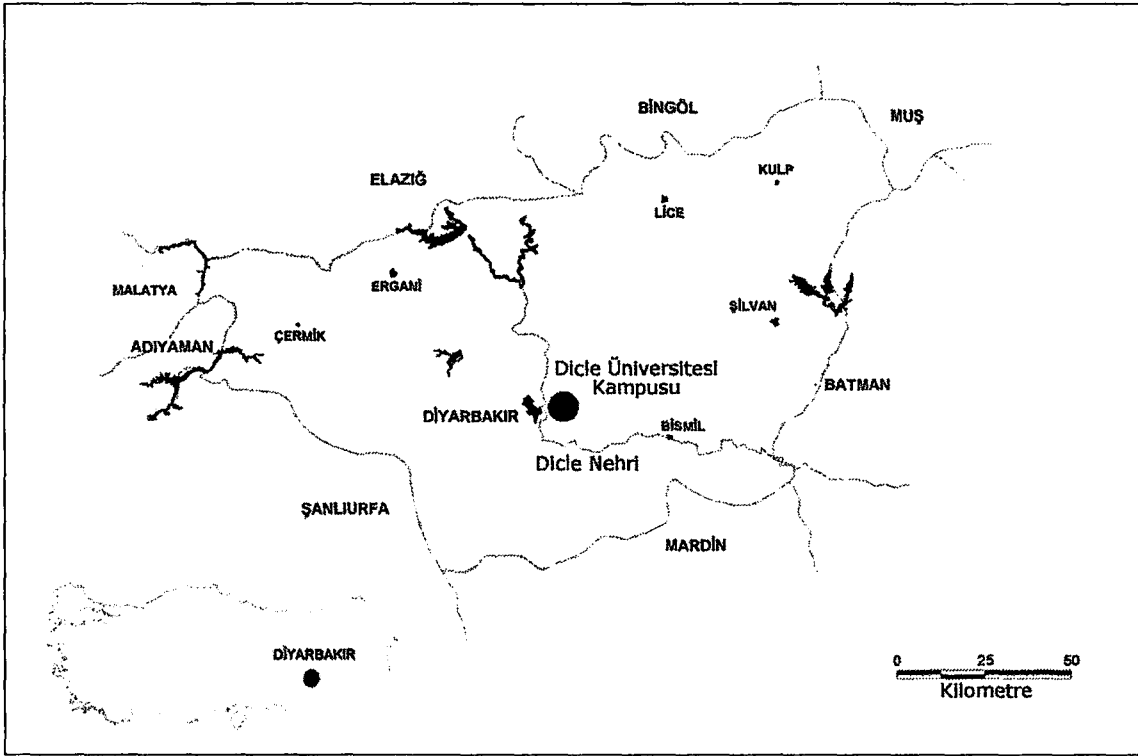 BİNGÖL
MUŞ
KULP
ELAZIĞ
LİCE
ERGANİ
MALATYA
ŞİLVAN
ÇERMİK
ADIYAMAN
Dicle Üniversitesi
Kampusu
BATMAN
DİYARBAKIR
BİSMİL
Dicle Nehri
ŞANLIURFA
MARDİN
DİYARBAKIR
0 25 50
Kilometre